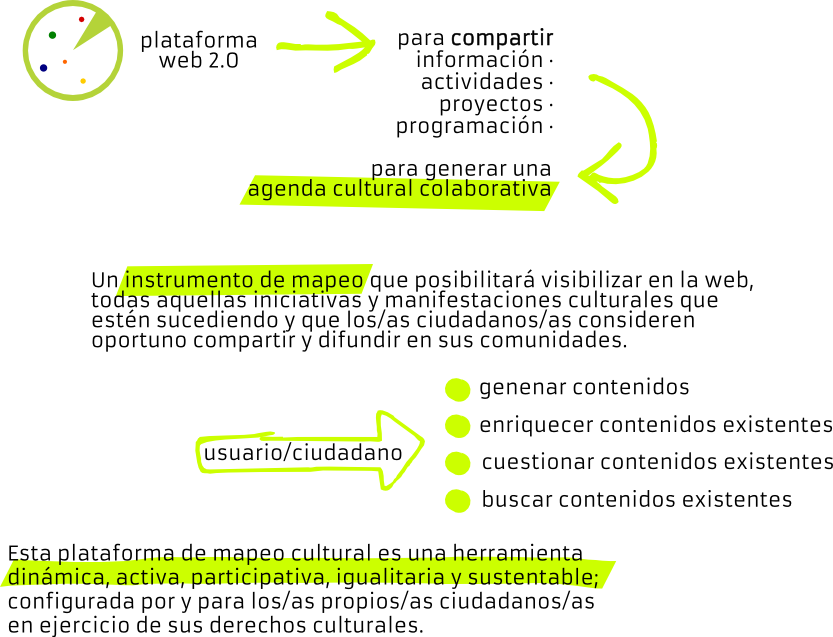 plataforma
web 2.0
para compartir
información ·
actividades ·
proyectos ·
programación ·
para generar una
agenda cultural colaborativa
Un instrumento de mapeo que posibilitará visibilizar en la web,
todas aquellas iniciativas y manifestaciones culturales que
estén sucediendo y que los/as ciudadanos/as consideren
oportuno compartir y difundir en sus comunidades.
usuario/ciudadano
genenar contenidos
enriquecer contenidos existentes
cuestionar contenidos existentes
buscar contenidos existentes
Esta plataforma de mapeo cultural es una herramienta
dinámica, activa, participativa, igualitaria y sustentable;
configurada por y para los/as propios/as ciudadanos/as
en ejercicio de sus derechos culturales.